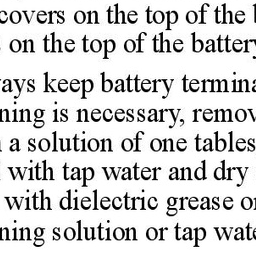 covers on the top of the b
on the top of the battery
ays keep battery termina
ning is necessary, remov
a solution of one tables
with tap water and dry
with dielectric grease o
ning solution or tap wate